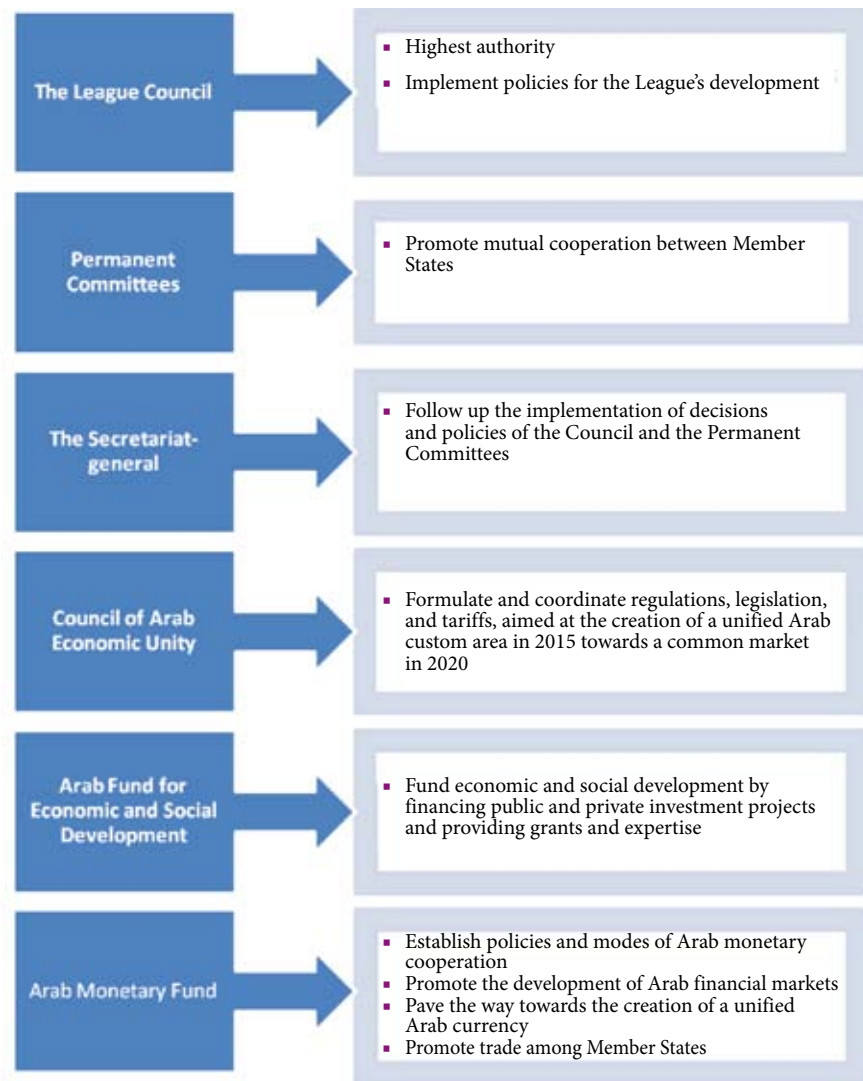 The League Council
▪ Highest authority
▪ Implement policies for the League's development
Permanent
Committees
▪ Promote mutual cooperation between Member
States
The Secretariat-
general
▪ Follow up the implementation of decisions
and policies of the Council and the Permanent
Committees
Council of Arab
Economic Unity
▪ Formulate and coordinate regulations, legislation,
and tariffs, aimed at the creation of a unified Arab
custom area in 2015 towards a common market
in 2020
Arab Fund for
Economic and Social
Development
▪ Fund economic and social development by
financing public and private investment projects
and providing grants and expertise
Arab Monetary Fund
▪ Establish policies and modes of Arab monetary
cooperation
▪ Promote the development of Arab financial markets
▪ Pave the way towards the creation of a unified
Arab currency
▪ Promote trade among Member States